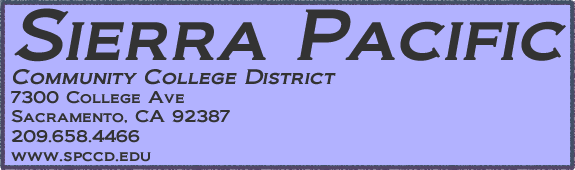 Sierra Pacific
Community College District
7300 College Ave
Sacramento, CA 92387
209.658.4466
www.spccd.edu